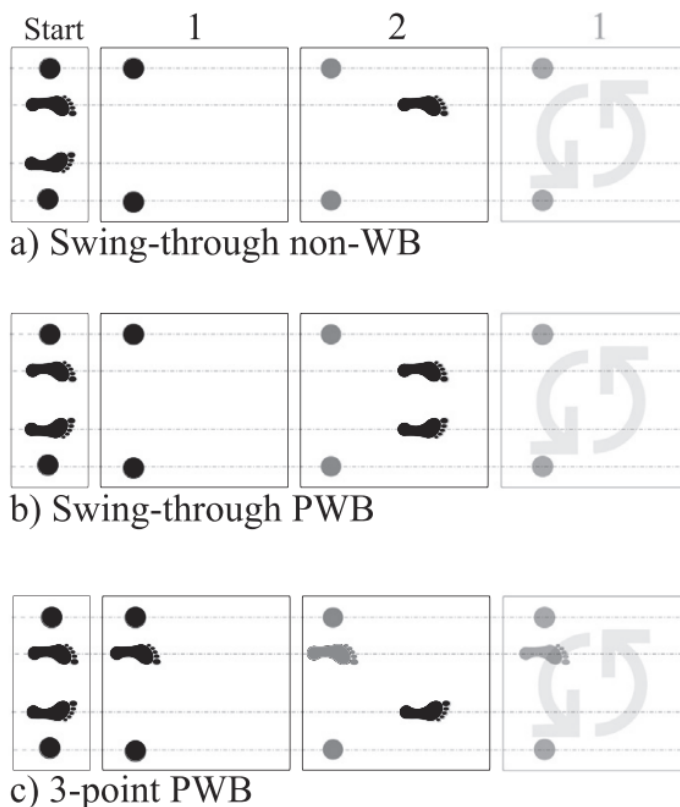 Start 1 2 1
a) Swing-through non-WB
b) Swing-through PWB
c) 3-point PWB